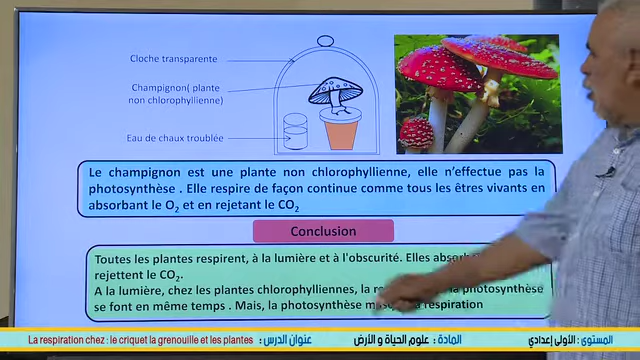 Cloche transparente
Champignon( plante
non chlorophyllienne)
Eau de chaux troublée
Le champignon est une plante non chlorophyllienne, elle n’effectue pas la
photosynthèse . Elle respire de façon continue comme tous les êtres vivants en
absorbant le O2 et en rejetant le CO2
Conclusion
Toutes les plantes respirent, à la lumière et à l'obscurité. Elles
rejettent le CO2.
A la lumière, chez les plantes chlorophylliennes, la la photosynthèse
se font en même temps . Mais, la photosynthèse la respiration
المستوى : الأولى إعدادي
المادة : علوم الحياة و الأرض
عنوان الدرس : La respiration chez : le criquet la grenouille et les plantes